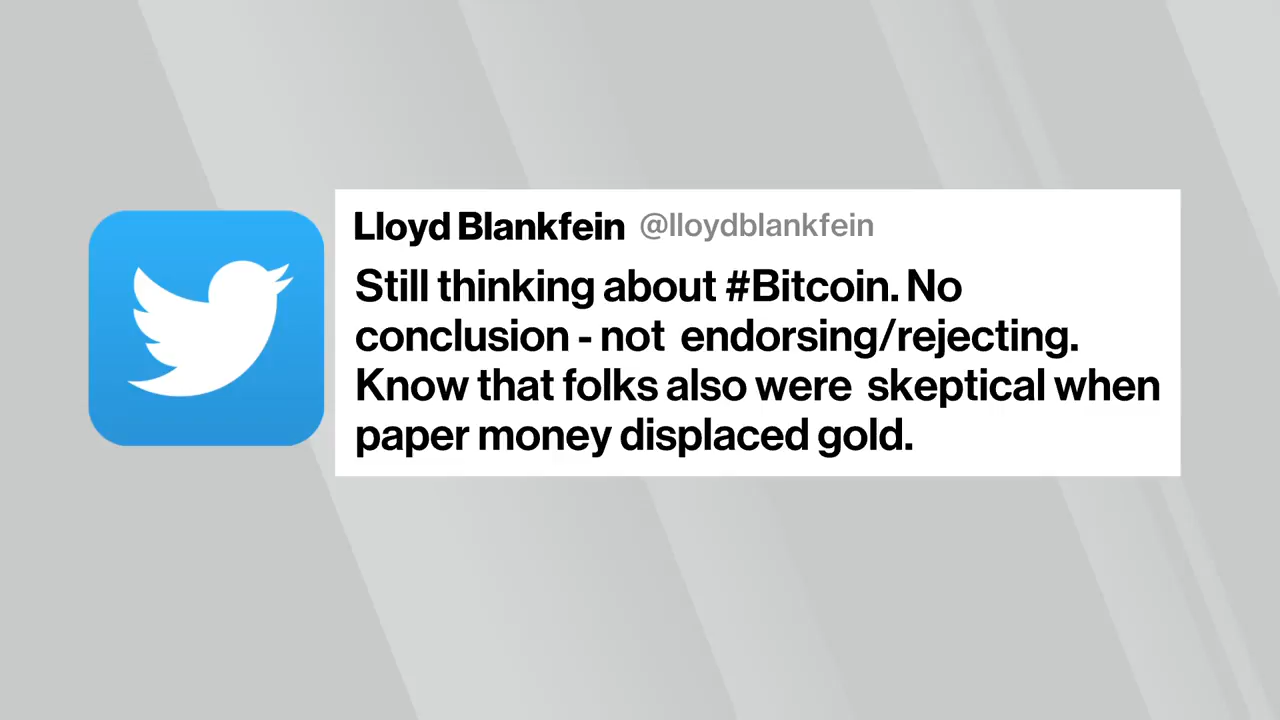 Lloyd Blankfein @lloydblankfein
Still thinking about #Bitcoin. No
conclusion - not endorsing/rejecting.
Know that folks also were skeptical when
paper money displaced gold.